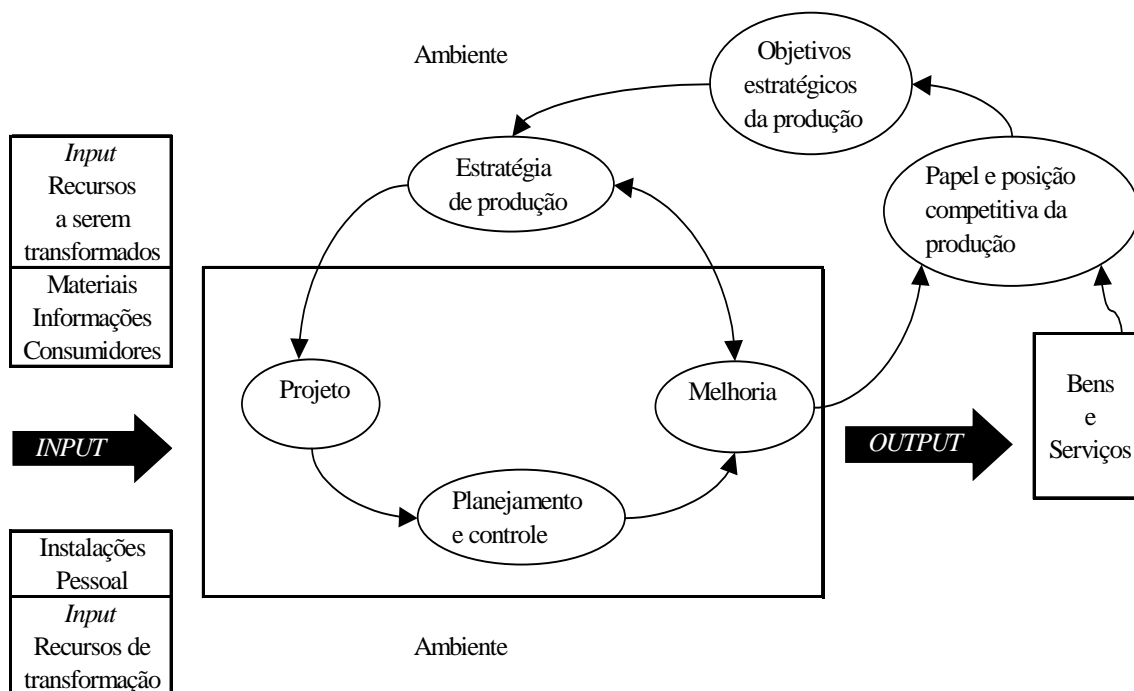 Ambiente
Objetivos
estratégicos
da produção
Input
Recursos
a serem
transformados
Materiais
Informações
Consumidores
Estratégia
de produção
Papel e posição
competitiva da
produção
Projeto
Melhoria
Bens
e
Serviços
INPUT
OUTPUT
Planejamento
e controle
Instalações
Pessoal
Input
Recursos de
transformação
Ambiente